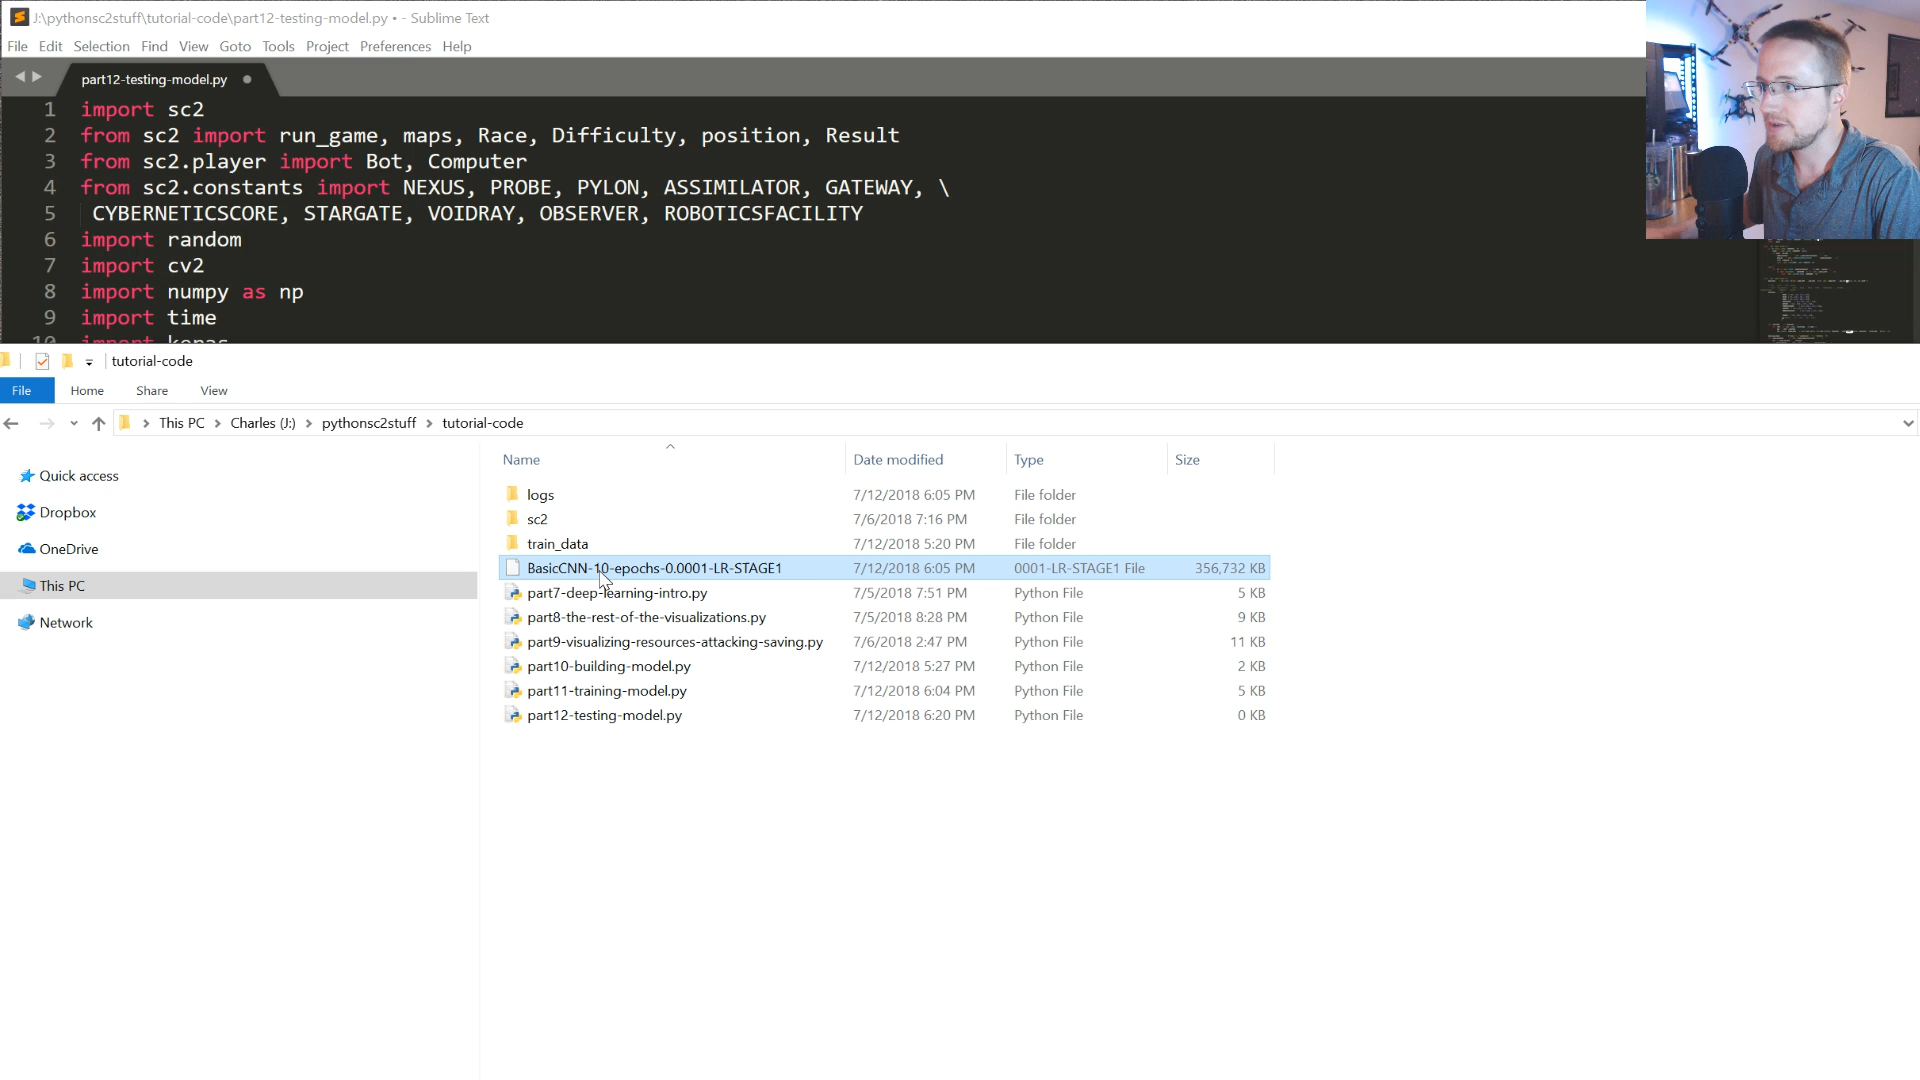 J:\pythonsc2stuff\tutorial-code\part12-testing-model.py • - Sublime Text
File Edit Selection Find View Goto Tools Project Preferences Help
part12-testing-model.py
1 import sc2
2 from sc2 import run_game, maps, Race, Difficulty, position, Result
3 from sc2.player import Bot, Computer
4 from sc2.constants import NEXUS, PROBE, PYLON, ASSIMILATOR, GATEWAY, \
5 CYBERNETICSCORE, STARGATE, VOIDRAY, OBSERVER, ROBOTICSFACILITY
6 import random
7 import cv2
8 import numpy as np
9 import time
10 import keras
tutorial-code
File Home Share View
This PC > Charles (J:) > pythonsc2stuff > tutorial-code
Quick access
Dropbox
OneDrive
This PC
Network
Name Date modified Type Size
logs 7/12/2018 6:05 PM File folder
sc2 7/6/2018 7:16 PM File folder
train_data 7/12/2018 5:20 PM File folder
BasicCNN-10-epochs-0.0001-LR-STAGE1 7/12/2018 6:05 PM 0001-LR-STAGE1 File 356,732 KB
part7-deep-learning-intro.py 7/5/2018 7:51 PM Python File 5 KB
part8-the-rest-of-the-visualizations.py 7/5/2018 8:28 PM Python File 9 KB
part9-visualizing-resources-attacking-saving.py 7/6/2018 2:47 PM Python File 11 KB
part10-building-model.py 7/12/2018 5:27 PM Python File 2 KB
part11-training-model.py 7/12/2018 6:04 PM Python File 5 KB
part12-testing-model.py 7/12/2018 6:20 PM Python File 0 KB